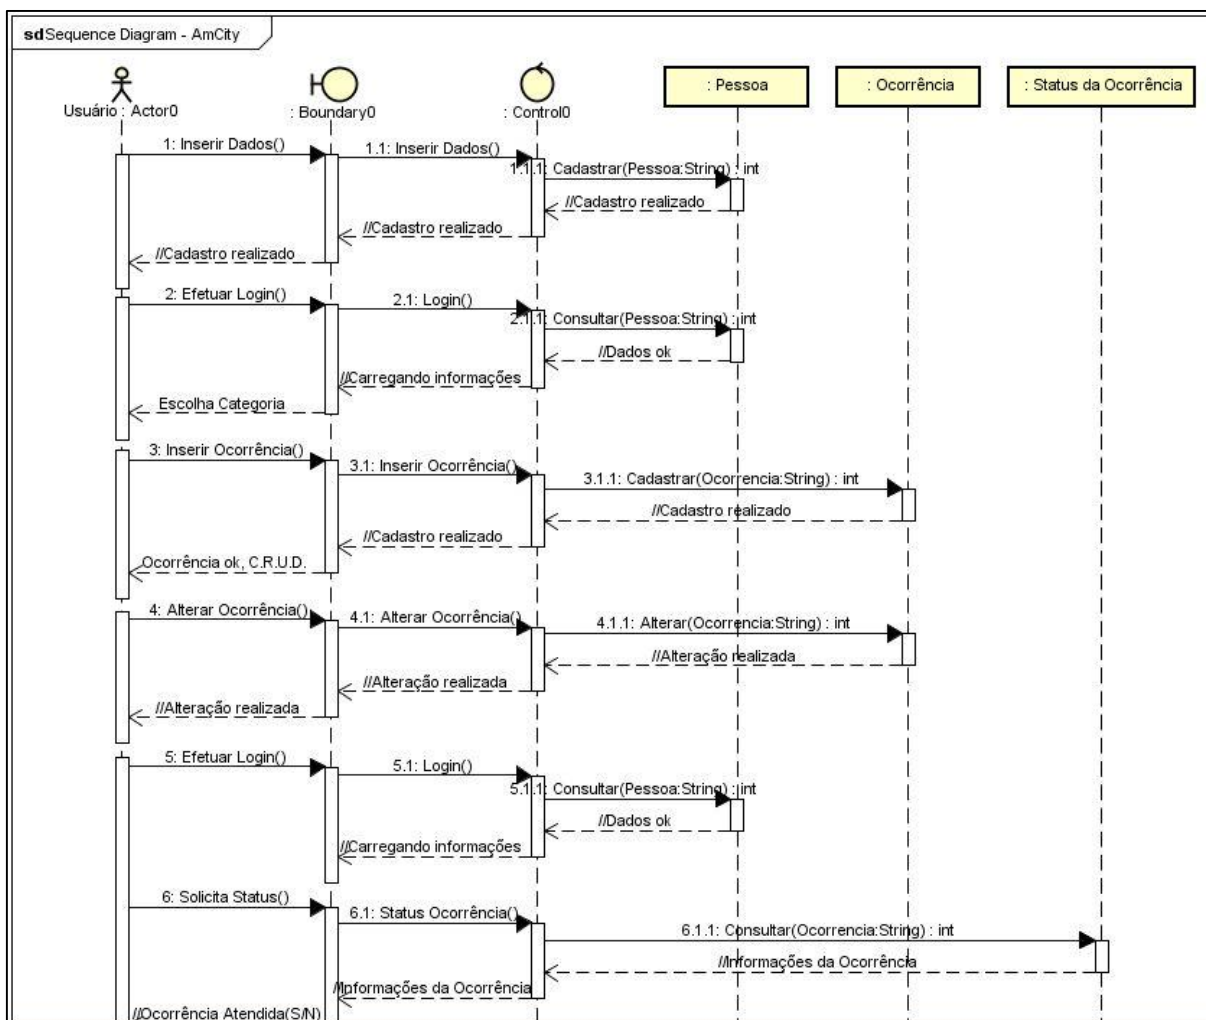 sd Sequence Diagram - AmCity
Usuário : Actor0
: Boundary0
: Control0
: Pessoa
: Ocorrência
: Status da Ocorrência
1: Inserir Dados()
1.1: Inserir Dados()
1.1.1: Cadastrar(Pessoa:String) : int
//Cadastro realizado
//Cadastro realizado
//Cadastro realizado
2: Efetuar Login()
2.1: Login()
2.1.1: Consultar(Pessoa:String) : int
//Dados ok
//Carregando informações
Escolha Categoria
3: Inserir Ocorrência()
3.1: Inserir Ocorrência()
3.1.1: Cadastrar(Ocorrencia:String) : int
//Cadastro realizado
//Cadastro realizado
Ocorrência ok, C.R.U.D.
4: Alterar Ocorrência()
4.1: Alterar Ocorrência()
4.1.1: Alterar(Ocorrencia:String) : int
//Alteração realizada
//Alteração realizada
//Alteração realizada
5: Efetuar Login()
5.1: Login()
5.1.1: Consultar(Pessoa:String) : int
//Dados ok
//Carregando informações
6: Solicita Status()
6.1: Status Ocorrência()
6.1.1: Consultar(Ocorrencia:String) : int
//Informações da Ocorrência
//Informações da Ocorrência
//Ocorrência Atendida(S/N)